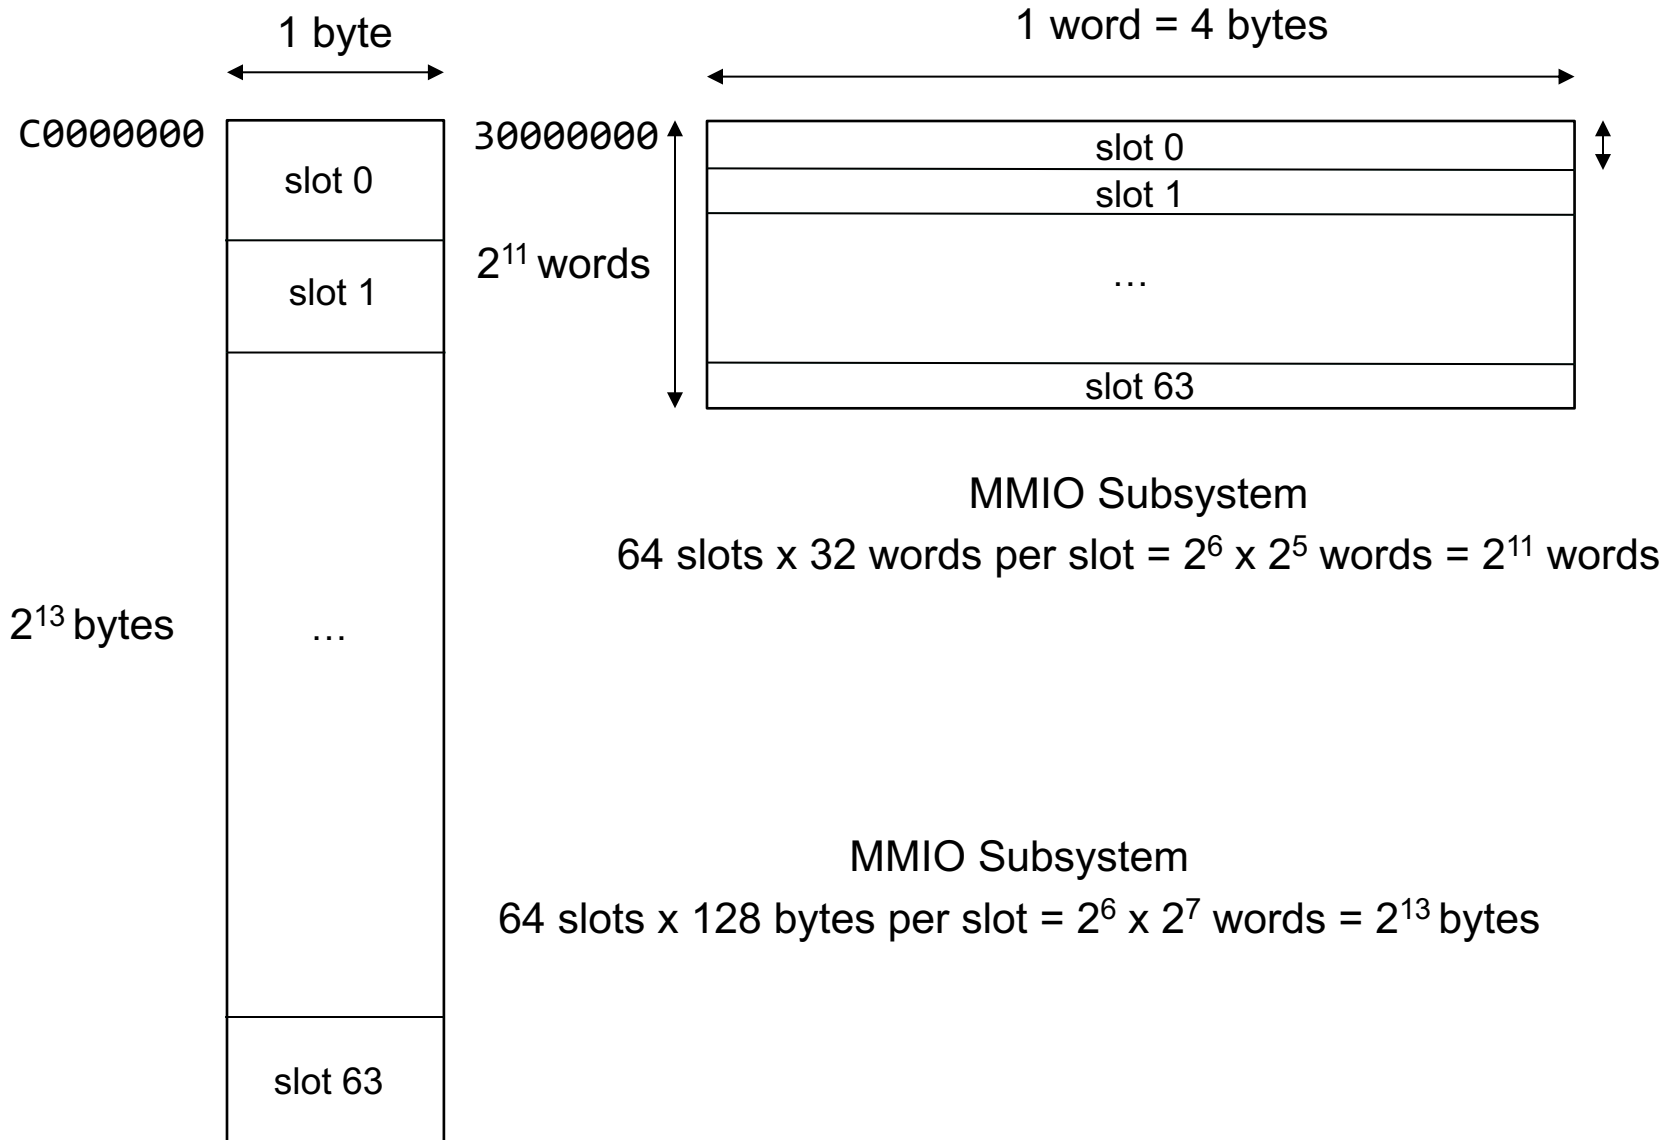 1 byte
1 word = 4 bytes
C0000000
30000000
slot 0
slot 0
slot 1
2¹¹ words
slot 1
…
slot 63
MMIO Subsystem
64 slots x 32 words per slot = 2⁶ x 2⁵ words = 2¹¹ words
2¹³ bytes
…
MMIO Subsystem
64 slots x 128 bytes per slot = 2⁶ x 2⁷ words = 2¹³ bytes
slot 63